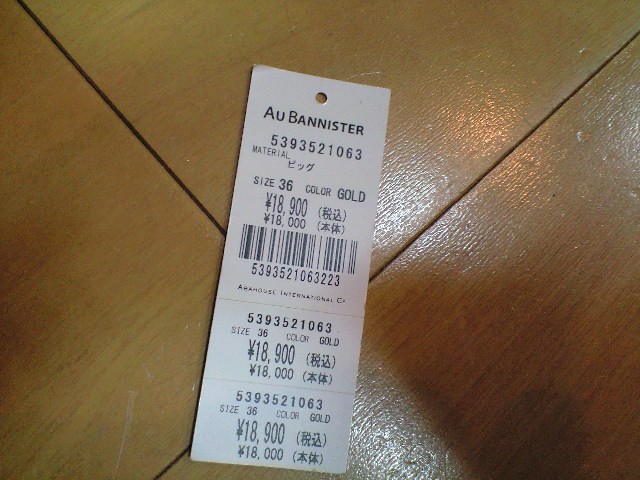 AU BANNISTER
5393521063
MATERIAL
ピッグ
SIZE 36 COLOR GOLD
¥18,900 (税込)
¥18,000 (本体)
5393521063223
ABAHOUSE INTERNATIONAL Co
5393521063
SIZE 36 COLOR GOLD
¥18,900 (税込)
¥18,000 (本体)
5393521063
SIZE 36 COLOR GOLD
¥18,900 (税込)
¥18,000 (本体)